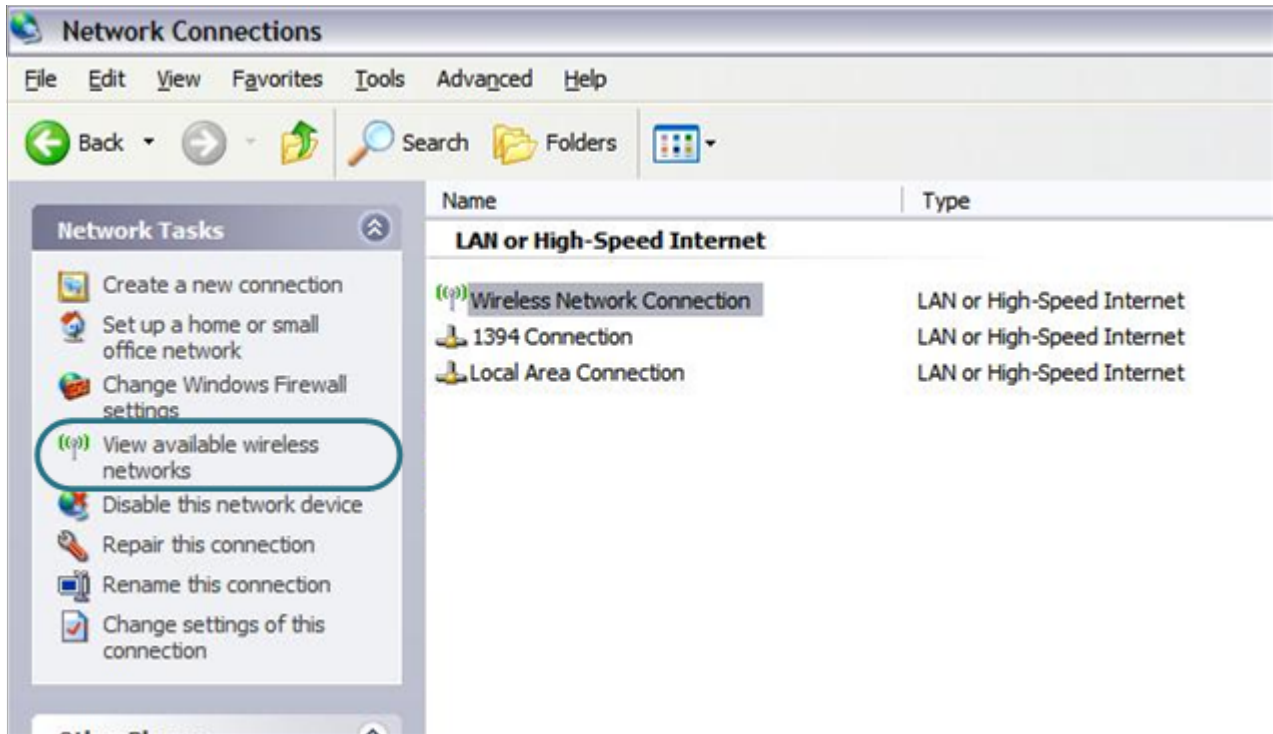 Network Connections
File Edit View Favorites Tools Advanced Help
Back Search Folders
Name Type
Network Tasks
LAN or High-Speed Internet
Create a new connection
Set up a home or small
office network
Change Windows Firewall
settings
View available wireless
networks
Disable this network device
Repair this connection
Rename this connection
Change settings of this
connection
Wireless Network Connection LAN or High-Speed Internet
1394 Connection LAN or High-Speed Internet
Local Area Connection LAN or High-Speed Internet